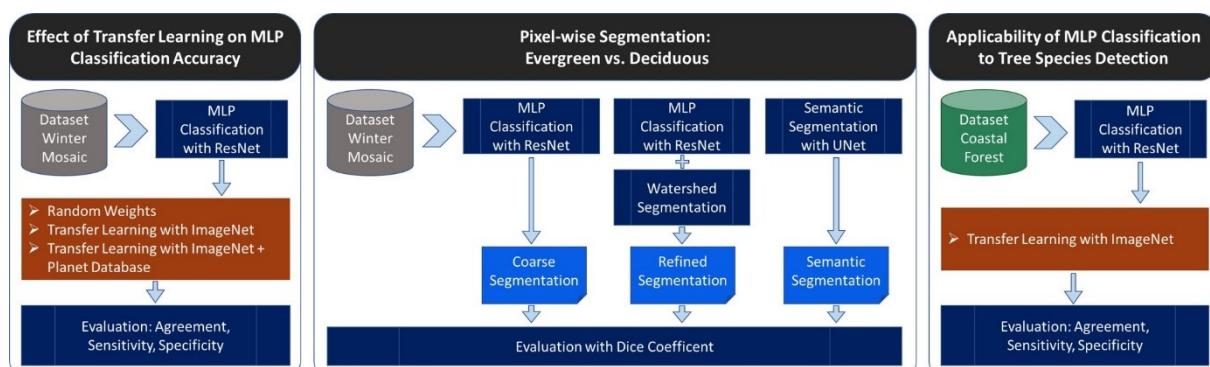 Effect of Transfer Learning on MLP
Classification Accuracy
Dataset
Winter
Mosaic
MLP
Classification
with ResNet
➢ Random Weights
➢ Transfer Learning with ImageNet
➢ Transfer Learning with ImageNet +
Planet Database
Evaluation: Agreement,
Sensitivity, Specificity
Pixel-wise Segmentation:
Evergreen vs. Deciduous
Dataset
Winter
Mosaic
MLP
Classification
with ResNet
MLP
Classification
with ResNet
+
Watershed
Segmentation
Semantic
Segmentation
with UNet
Coarse
Segmentation
Refined
Segmentation
Semantic
Segmentation
Evaluation with Dice Coefficent
Applicability of MLP Classification
to Tree Species Detection
Dataset
Coastal
Forest
MLP
Classification
with ResNet
➢ Transfer Learning with ImageNet
Evaluation: Agreement,
Sensitivity, Specificity